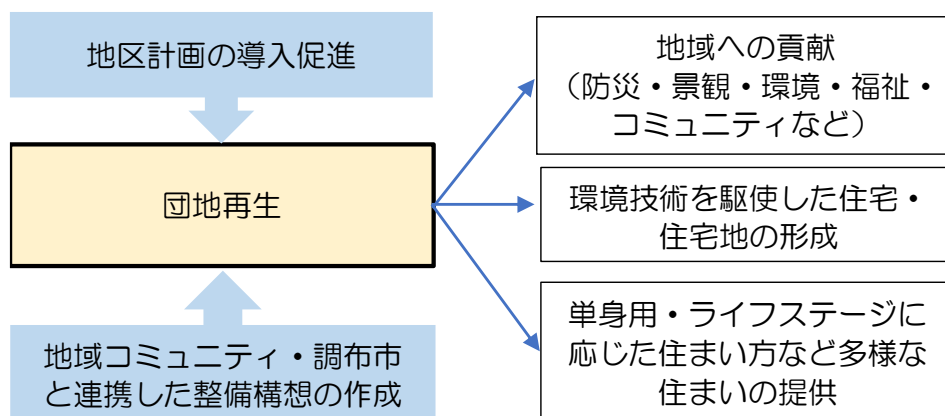 地区計画の導入促進
団地再生
地域コミュニティ・調布市
と連携した整備構想の作成
地域への貢献
（防災・景観・環境・福祉・
コミュニティなど）
環境技術を駆使した住宅・
住宅地の形成
単身用・ライフステージに
応じた住まい方など多様な
住まいの提供